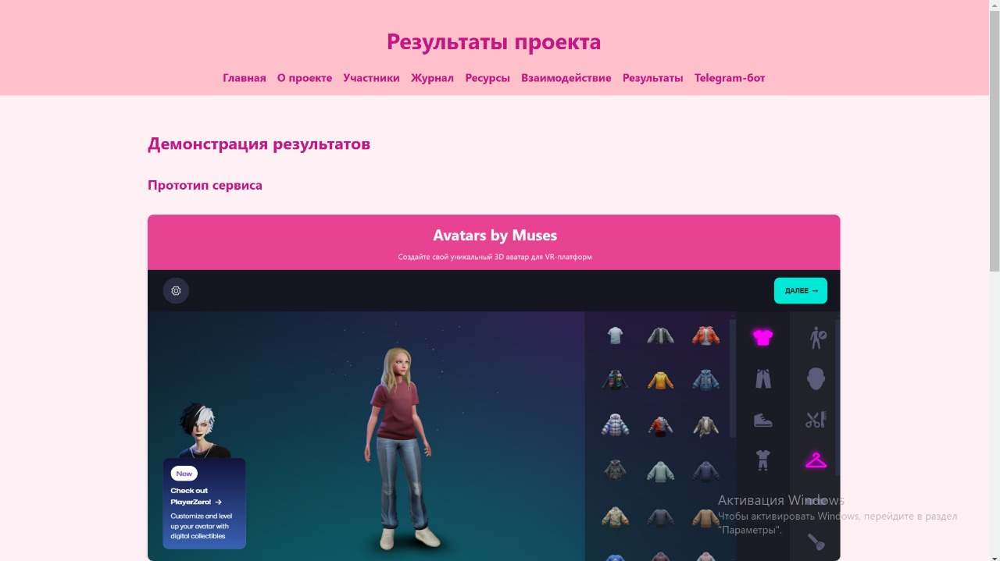 Результаты проекта
Главная О проекте Участники Журнал Ресурсы Взаимодействие Результаты Telegram-бот
Демонстрация результатов
Прототип сервиса
Avatars by Muses
Создайте свой уникальный 3D аватар для VR-платформ
ДАЛЕЕ →
New
Check out
PlayerZero! →
Customize and level
up your avatar with
digital collectibles
Активация Windows
Чтобы активировать Windows, перейдите в раздел
"Параметры".